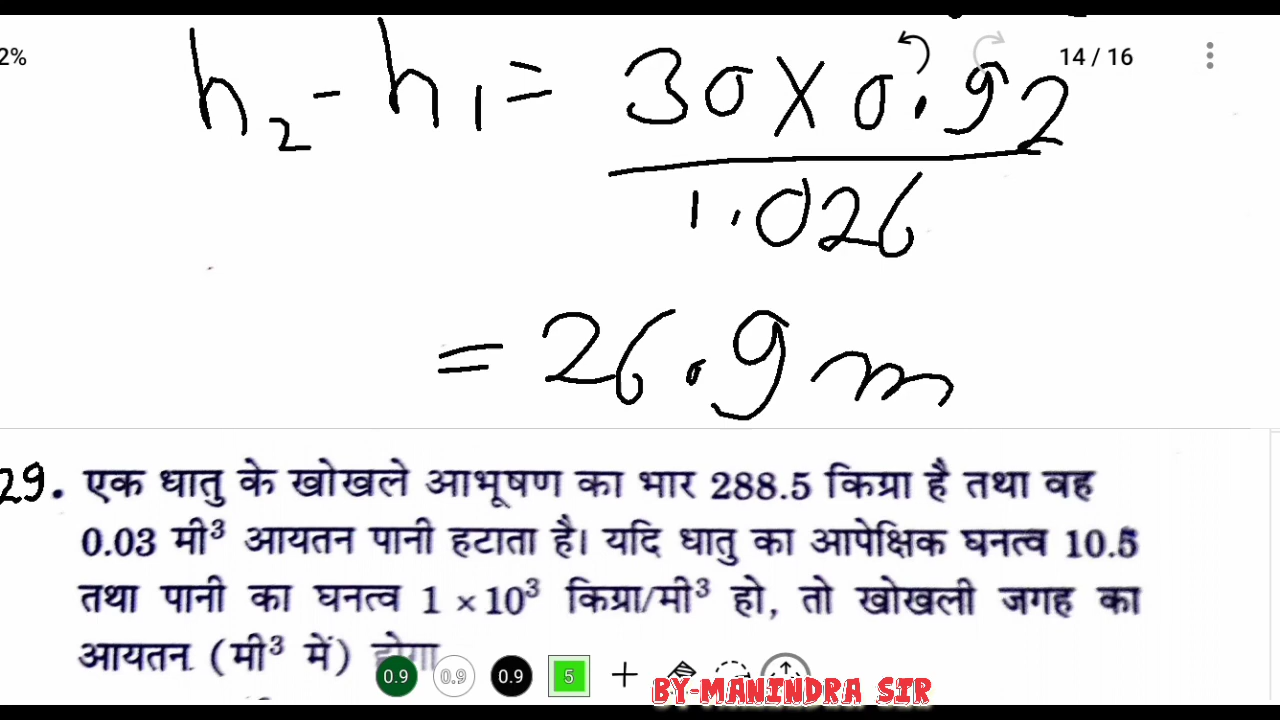 2%
14 / 16
h₂ - h₁ = 30 X 0.92
1.026
= 26.9 m
29. एक धातु के खोखले आभूषण का भार 288.5 किग्रा है तथा वह
0.03 मी³ आयतन पानी हटाता है। यदि धातु का आपेक्षिक घनत्व 10.5
तथा पानी का घनत्व 1 × 10³ किग्रा/मी³ हो, तो खोखली जगह का
आयतन (मी³ में) होगा
0.9 0.9 0.9 5
BY-MANINDRA SIR